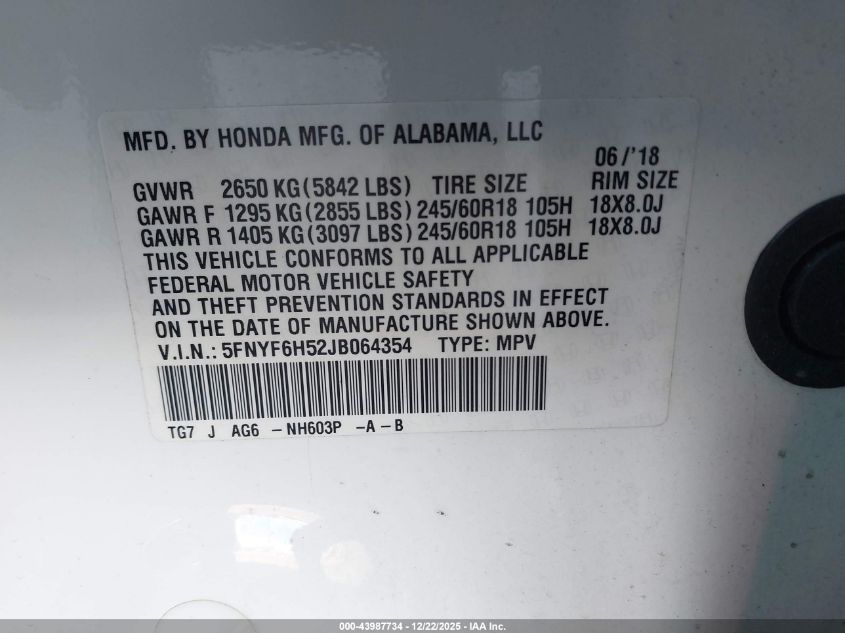 MFD. BY HONDA MFG. OF ALABAMA, LLC
06/'18
GVWR 2650 KG(5842 LBS) TIRE SIZE RIM SIZE
GAWR F 1295 KG(2855 LBS) 245/60R18 105H 18X8.0J
GAWR R 1405 KG(3097 LBS) 245/60R18 105H 18X8.0J
THIS VEHICLE CONFORMS TO ALL APPLICABLE
FEDERAL MOTOR VEHICLE SAFETY
AND THEFT PREVENTION STANDARDS IN EFFECT
ON THE DATE OF MANUFACTURE SHOWN ABOVE.
V.I.N.: 5FNYF6H52JB064354 TYPE: MPV
TG7 J AG6 -NH603P -A-B
000-43987734 - 12/22/2025 - IAA Inc.